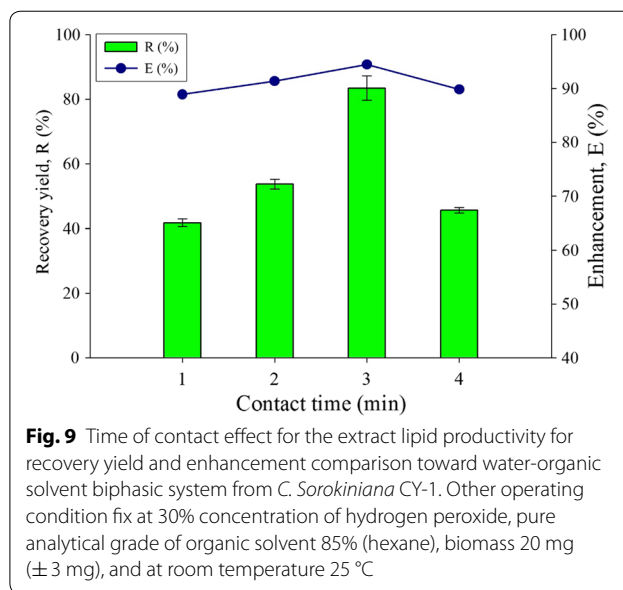 R (%)
E (%)
100
80
60
40
20
0
Recovery yield, R (%)
100
90
80
70
60
50
40
Enhancement, E (%)
1 2 3 4
Contact time (min)
Fig. 9 Time of contact effect for the extract lipid productivity for
recovery yield and enhancement comparison toward water-organic
solvent biphasic system from C. Sorokiniana CY-1. Other operating
condition fix at 30% concentration of hydrogen peroxide, pure
analytical grade of organic solvent 85% (hexane), biomass 20 mg
(± 3 mg), and at room temperature 25 °C